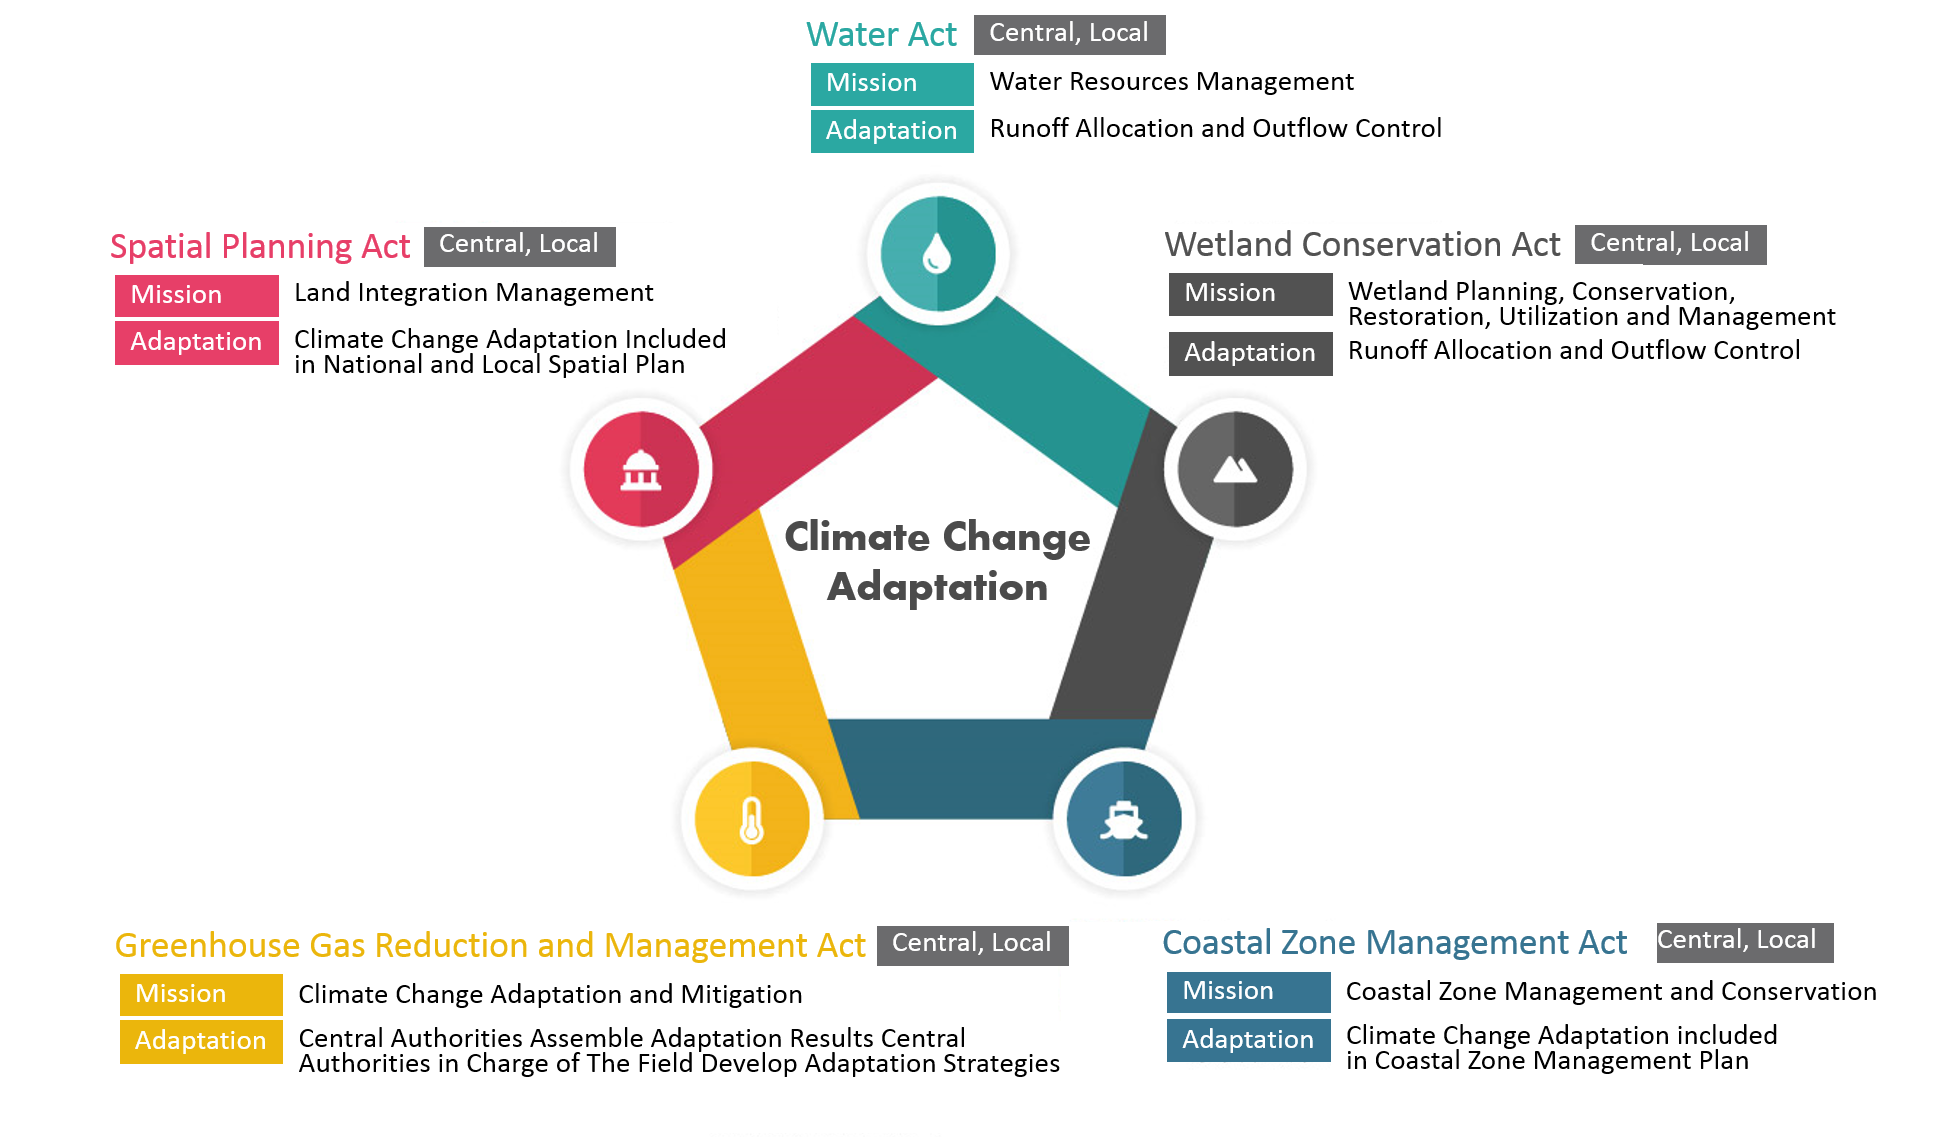 Water Act Central, Local
Mission Water Resources Management
Adaptation Runoff Allocation and Outflow Control
Spatial Planning Act Central, Local
Mission Land Integration Management
Adaptation Climate Change Adaptation Included
in National and Local Spatial Plan
Wetland Conservation Act Central, Local
Mission Wetland Planning, Conservation,
Restoration, Utilization and Management
Adaptation Runoff Allocation and Outflow Control
Climate Change
Adaptation
Greenhouse Gas Reduction and Management Act Central, Local
Mission Climate Change Adaptation and Mitigation
Adaptation Central Authorities Assemble Adaptation Results Central
Authorities in Charge of The Field Develop Adaptation Strategies
Coastal Zone Management Act Central, Local
Mission Coastal Zone Management and Conservation
Adaptation Climate Change Adaptation included
in Coastal Zone Management Plan